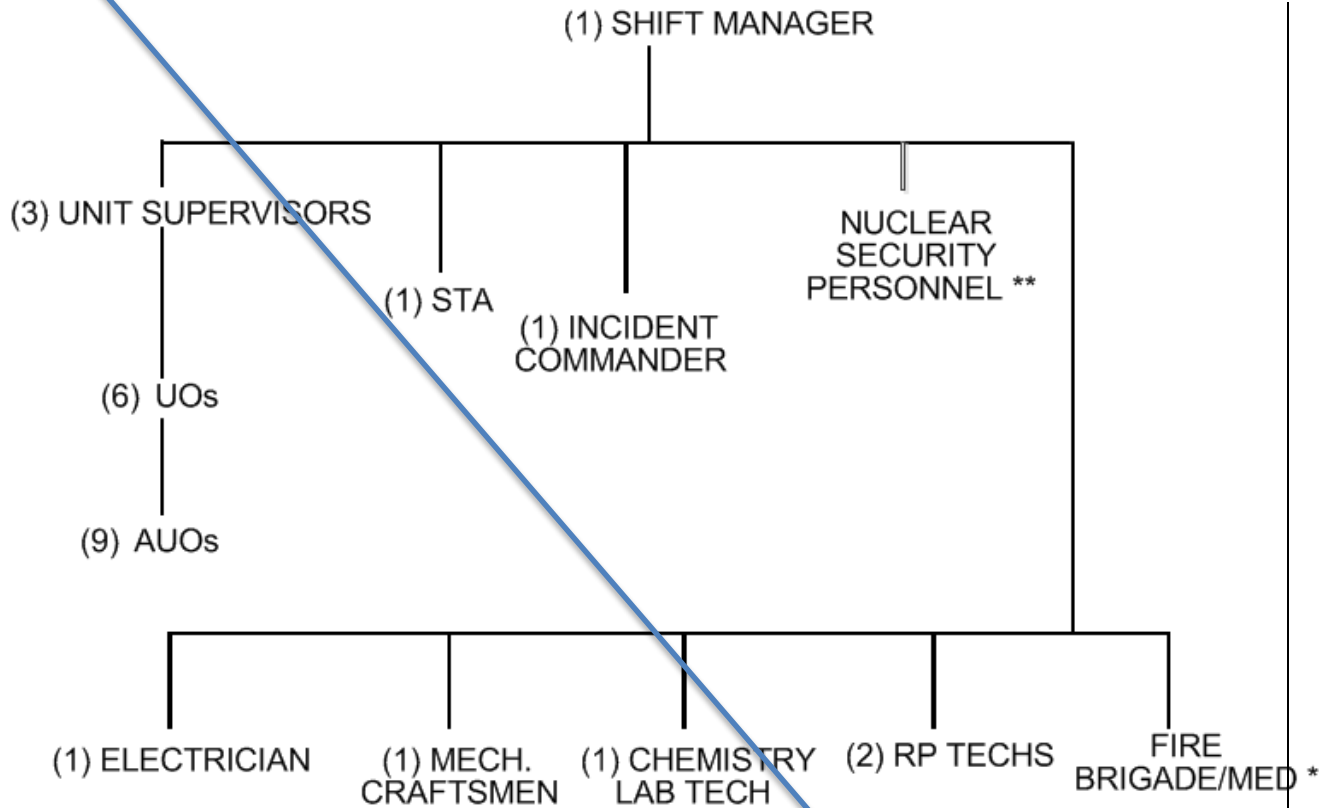 (1) SHIFT MANAGER
(3) UNIT SUPERVISORS
(1) STA
(1) INCIDENT
COMMANDER
NUCLEAR
SECURITY
PERSONNEL **
(6) UOs
(9) AUOs
(1) ELECTRICIAN
(1) MECH.
CRAFTSMEN
(1) CHEMISTRY
LAB TECH
(2) RP TECHS
FIRE
BRIGADE/MED *